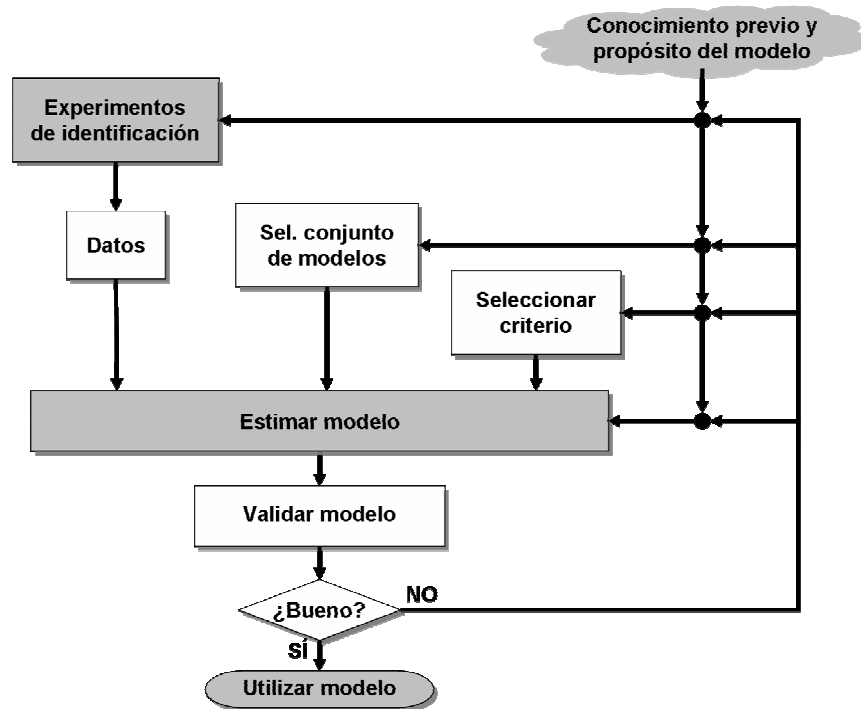 Conocimiento previo y
propósito del modelo
Experimentos
de identificación
Datos
Sel. conjunto
de modelos
Seleccionar
criterio
Estimar modelo
Validar modelo
¿Bueno?
NO
SÍ
Utilizar modelo